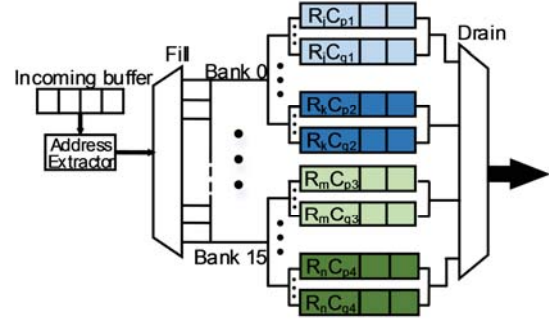 Incoming buffer
Address
Extractor
Fill
Bank 0
Bank 15
RjCp1
RjCq1
RkCp2
RkCq2
RmCp3
RmCq3
RnCp4
RnCq4
Drain